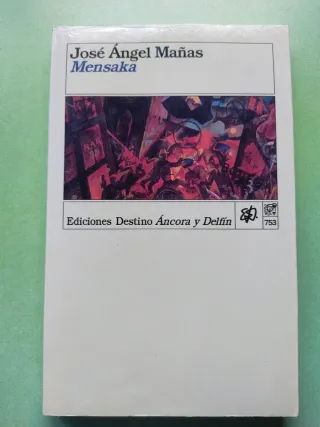 José Ángel Mañas
Mensaka
Ediciones Destino Áncora y Delfín
753